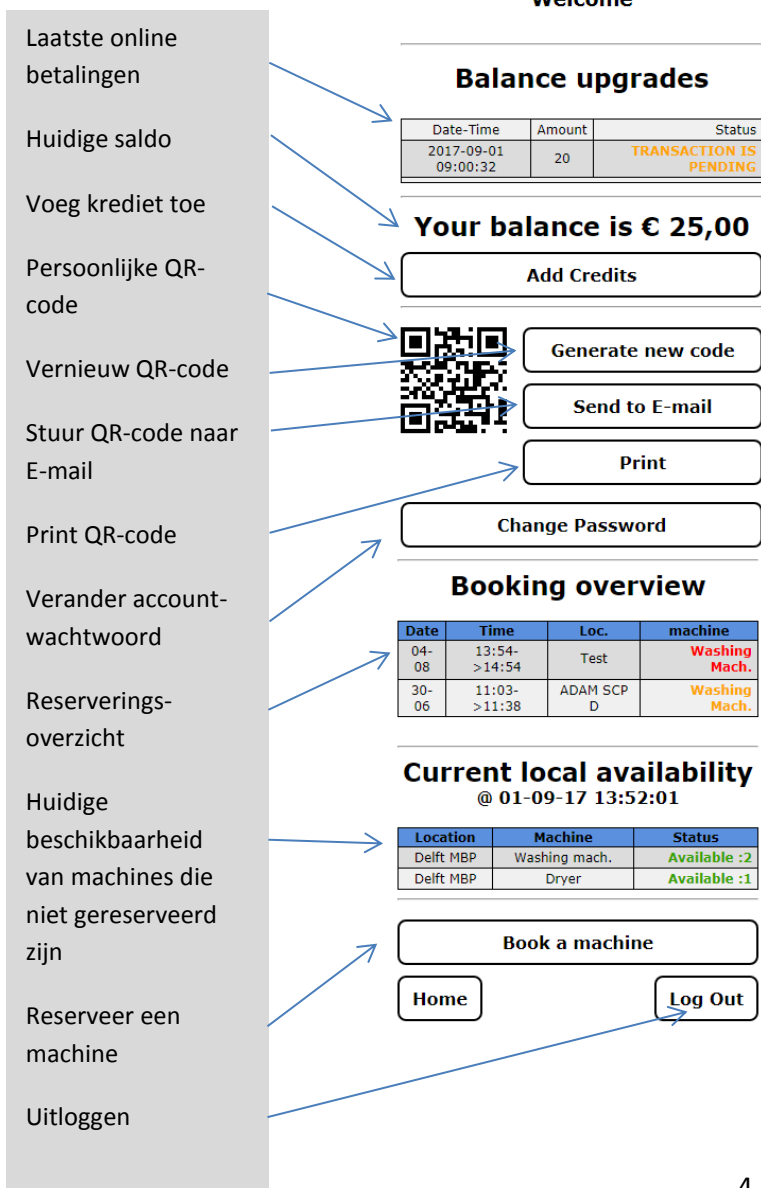 Welcome
Laatste online
betalingen
Huidige saldo
Voeg krediet toe
Persoonlijke QR-
code
Vernieuw QR-code
Stuur QR-code naar
E-mail
Print QR-code
Verander account-
wachtwoord
Reserverings-
overzicht
Huidige
beschikbaarheid
van machines die
niet gereserveerd
zijn
Reserveer een
machine
Uitloggen
Balance upgrades
Date-Time Amount Status
2017-09-01 09:00:32 20 TRANSACTION IS PENDING
Your balance is € 25,00
Add Credits
Generate new code
Send to E-mail
Print
Change Password
Booking overview
Date Time Loc. machine
04-08 13:54->14:54 Test Washing Mach.
30-06 11:03->11:38 ADAM SCP D Washing Mach.
Current local availability
@ 01-09-17 13:52:01
Location Machine Status
Delft MBP Washing mach. Available :2
Delft MBP Dryer Available :1
Book a machine
Home Log Out
4